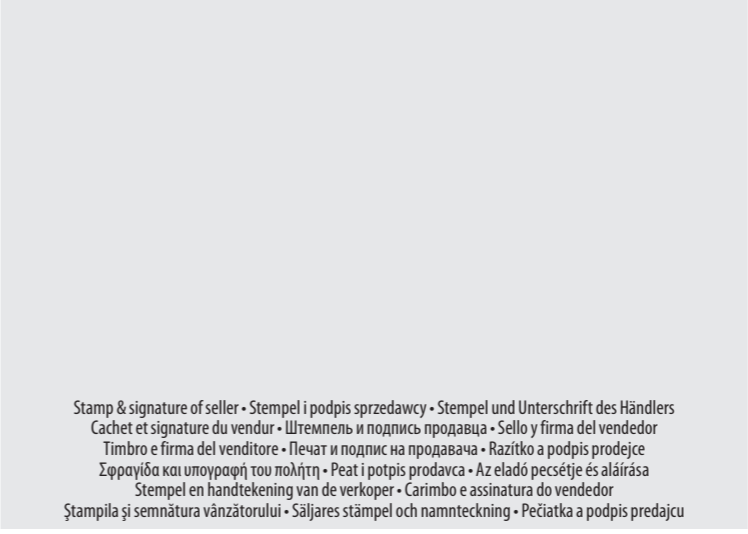 Stamp & signature of seller • Stempel i podpis sprzedawcy • Stempel und Unterschrift des Händlers
Cachet et signature du vendur • Штемпель и подпись продавца • Sello y firma del vendedor
Timbro e firma del venditore • Печат и подпис на продавача • Razítko a podpis prodejce
Σφραγίδα και υπογραφή του πολήτη • Peat i potpis prodavca • Az eladó pecsétje és aláírása
Stempel en handtekening van de verkoper • Carimbo e assinatura do vendedor
Ştampila şi semnătura vânzătorului • Säljares stämpel och namnteckning • Pečiatka a podpis predajcu